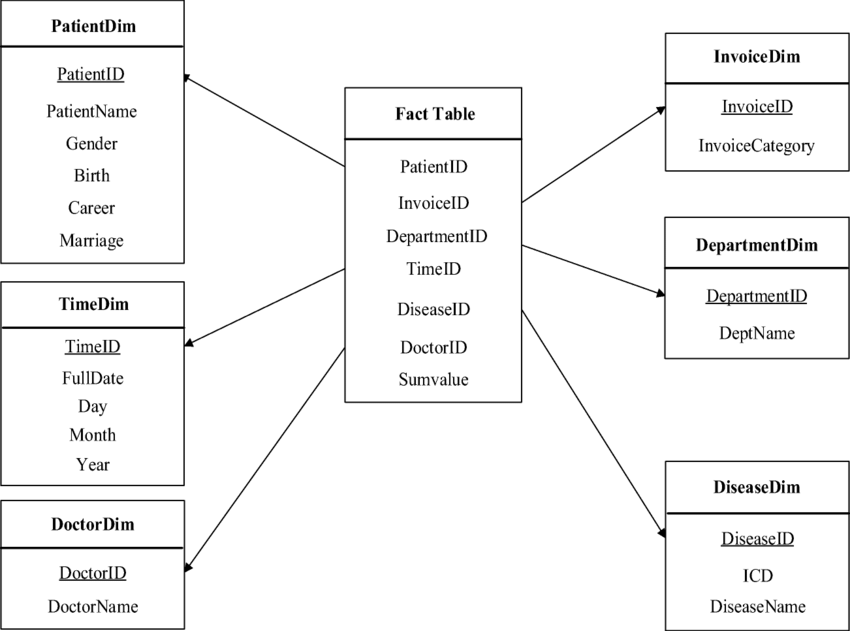 PatientDim
PatientID
PatientName
Gender
Birth
Career
Marriage
TimeDim
TimeID
FullDate
Day
Month
Year
DoctorDim
DoctorID
DoctorName
Fact Table
PatientID
InvoiceID
DepartmentID
TimeID
DiseaseID
DoctorID
Sumvalue
InvoiceDim
InvoiceID
InvoiceCategory
DepartmentDim
DepartmentID
DeptName
DiseaseDim
DiseaseID
ICD
DiseaseName